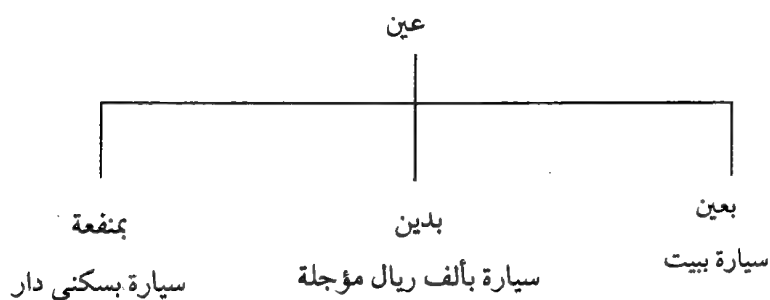 عين
بعين
سيارة ببيت
بدين
سيارة بألف ريال مؤجلة
بمنفعة
سيارة بسكنى دار